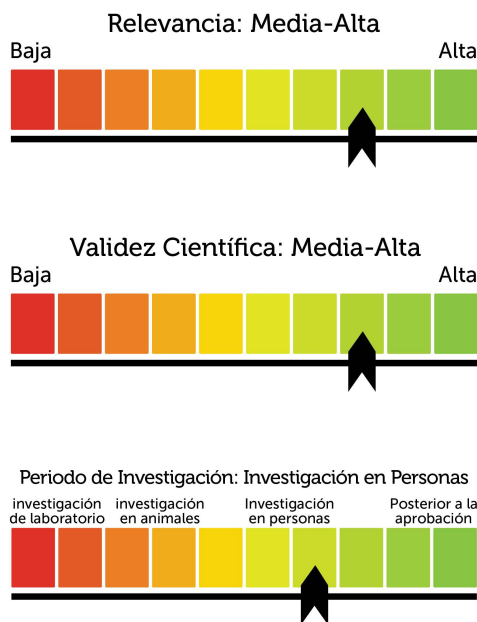 Relevancia: Media-Alta
Baja Alta
Validez Científica: Media-Alta
Baja Alta
Periodo de Investigación: Investigación en Personas
investigación investigación Investigación Posterior a la
de laboratorio en animales en personas aprobación